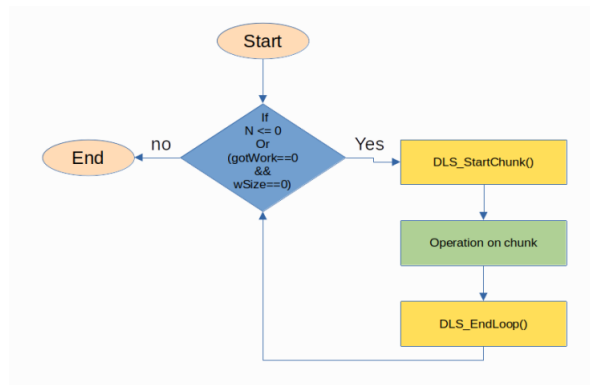 Start
If
N <= 0
Or
(gotWork==0
&&
wSize==0)
no
Yes
End
DLS_StartChunk()
Operation on chunk
DLS_EndLoop()